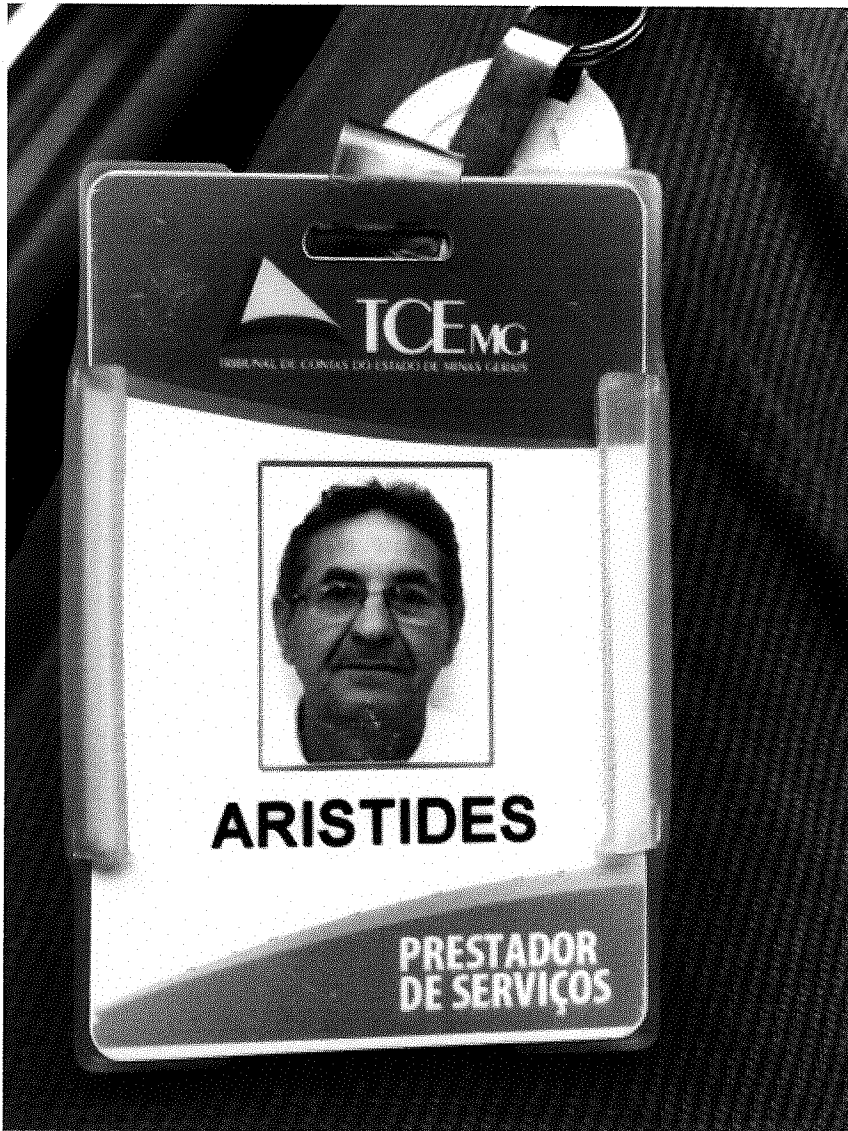 TCEMG
TRIBUNAL DE CONTAS DO ESTADO DE MINAS GERAIS
ARISTIDES
PRESTADOR
DE SERVIÇOS